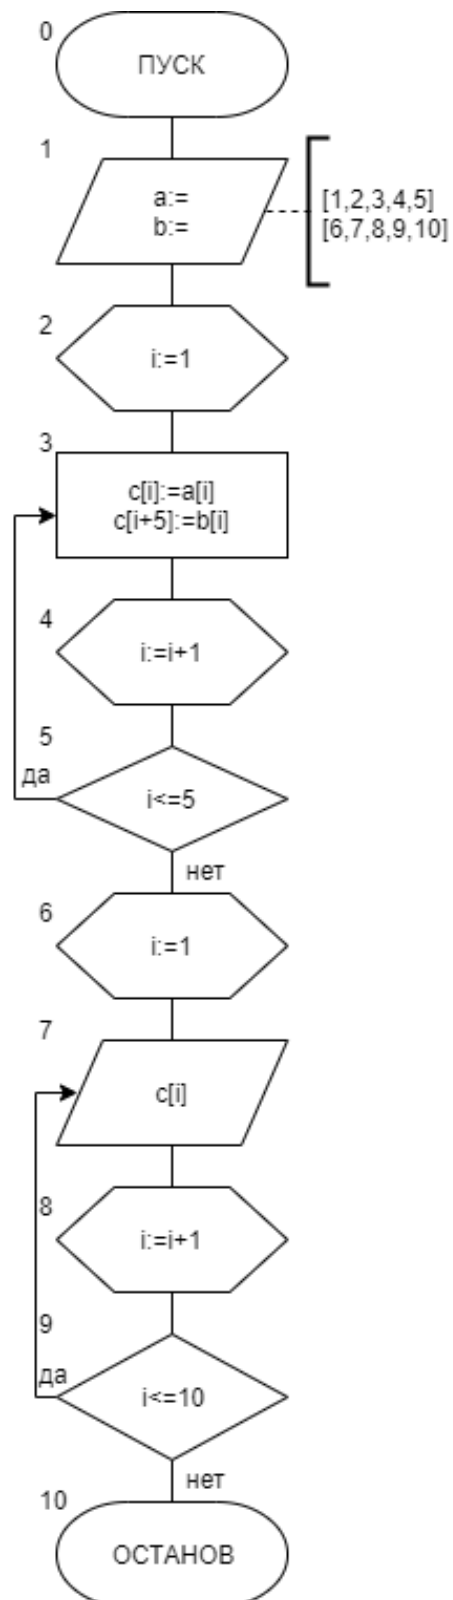 0
ПУСК
1
a:=
b:=
[1,2,3,4,5]
[6,7,8,9,10]
2
i:=1
3
c[i]:=a[i]
c[i+5]:=b[i]
4
i:=i+1
5
да
i<=5
нет
6
i:=1
7
c[i]
8
i:=i+1
9
да
i<=10
нет
10
ОСТАНОВ